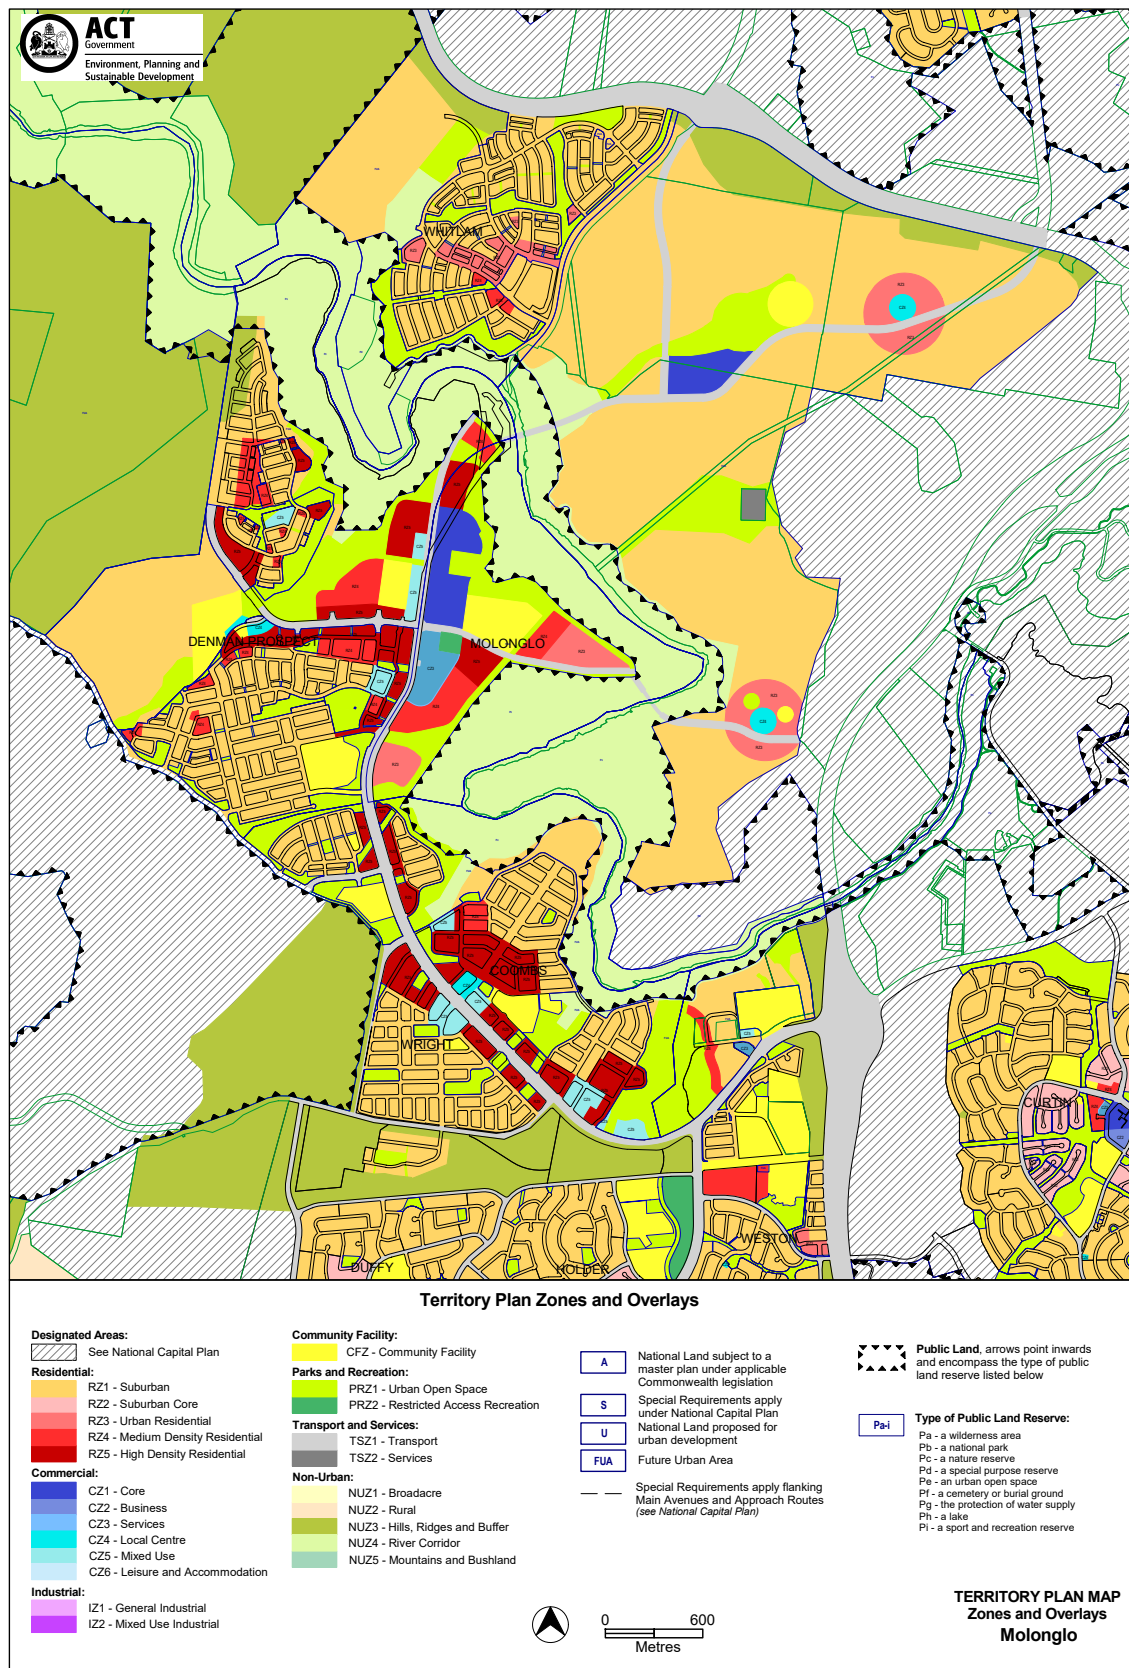 ACT
Government
Environment, Planning and
Sustainable Development
WHITLAM
DENMAN PROSPECT
MOLONGLO
COOMBS
WRIGHT
CURTIN
WESTON
DUFFY
HOLDER
Territory Plan Zones and Overlays
Designated Areas:
See National Capital Plan
Residential:
RZ1 - Suburban
RZ2 - Suburban Core
RZ3 - Urban Residential
RZ4 - Medium Density Residential
RZ5 - High Density Residential
Commercial:
CZ1 - Core
CZ2 - Business
CZ3 - Services
CZ4 - Local Centre
CZ5 - Mixed Use
CZ6 - Leisure and Accommodation
Industrial:
IZ1 - General Industrial
IZ2 - Mixed Use Industrial
Community Facility:
CFZ - Community Facility
Parks and Recreation:
PRZ1 - Urban Open Space
PRZ2 - Restricted Access Recreation
Transport and Services:
TSZ1 - Transport
TSZ2 - Services
Non-Urban:
NUZ1 - Broadacre
NUZ2 - Rural
NUZ3 - Hills, Ridges and Buffer
NUZ4 - River Corridor
NUZ5 - Mountains and Bushland
A
National Land subject to a
master plan under applicable
Commonwealth legislation
S
Special Requirements apply
under National Capital Plan
U
National Land proposed for
urban development
FUA
Future Urban Area
Special Requirements apply flanking
Main Avenues and Approach Routes
(see National Capital Plan)
Public Land, arrows point inwards
and encompass the type of public
land reserve listed below
Pa-i
Type of Public Land Reserve:
Pa - a wilderness area
Pb - a national park
Pc - a nature reserve
Pd - a special purpose reserve
Pe - an urban open space
Pf - a cemetery or burial ground
Pg - the protection of water supply
Ph - a lake
Pi - a sport and recreation reserve
0 600
Metres
TERRITORY PLAN MAP
Zones and Overlays
Molonglo